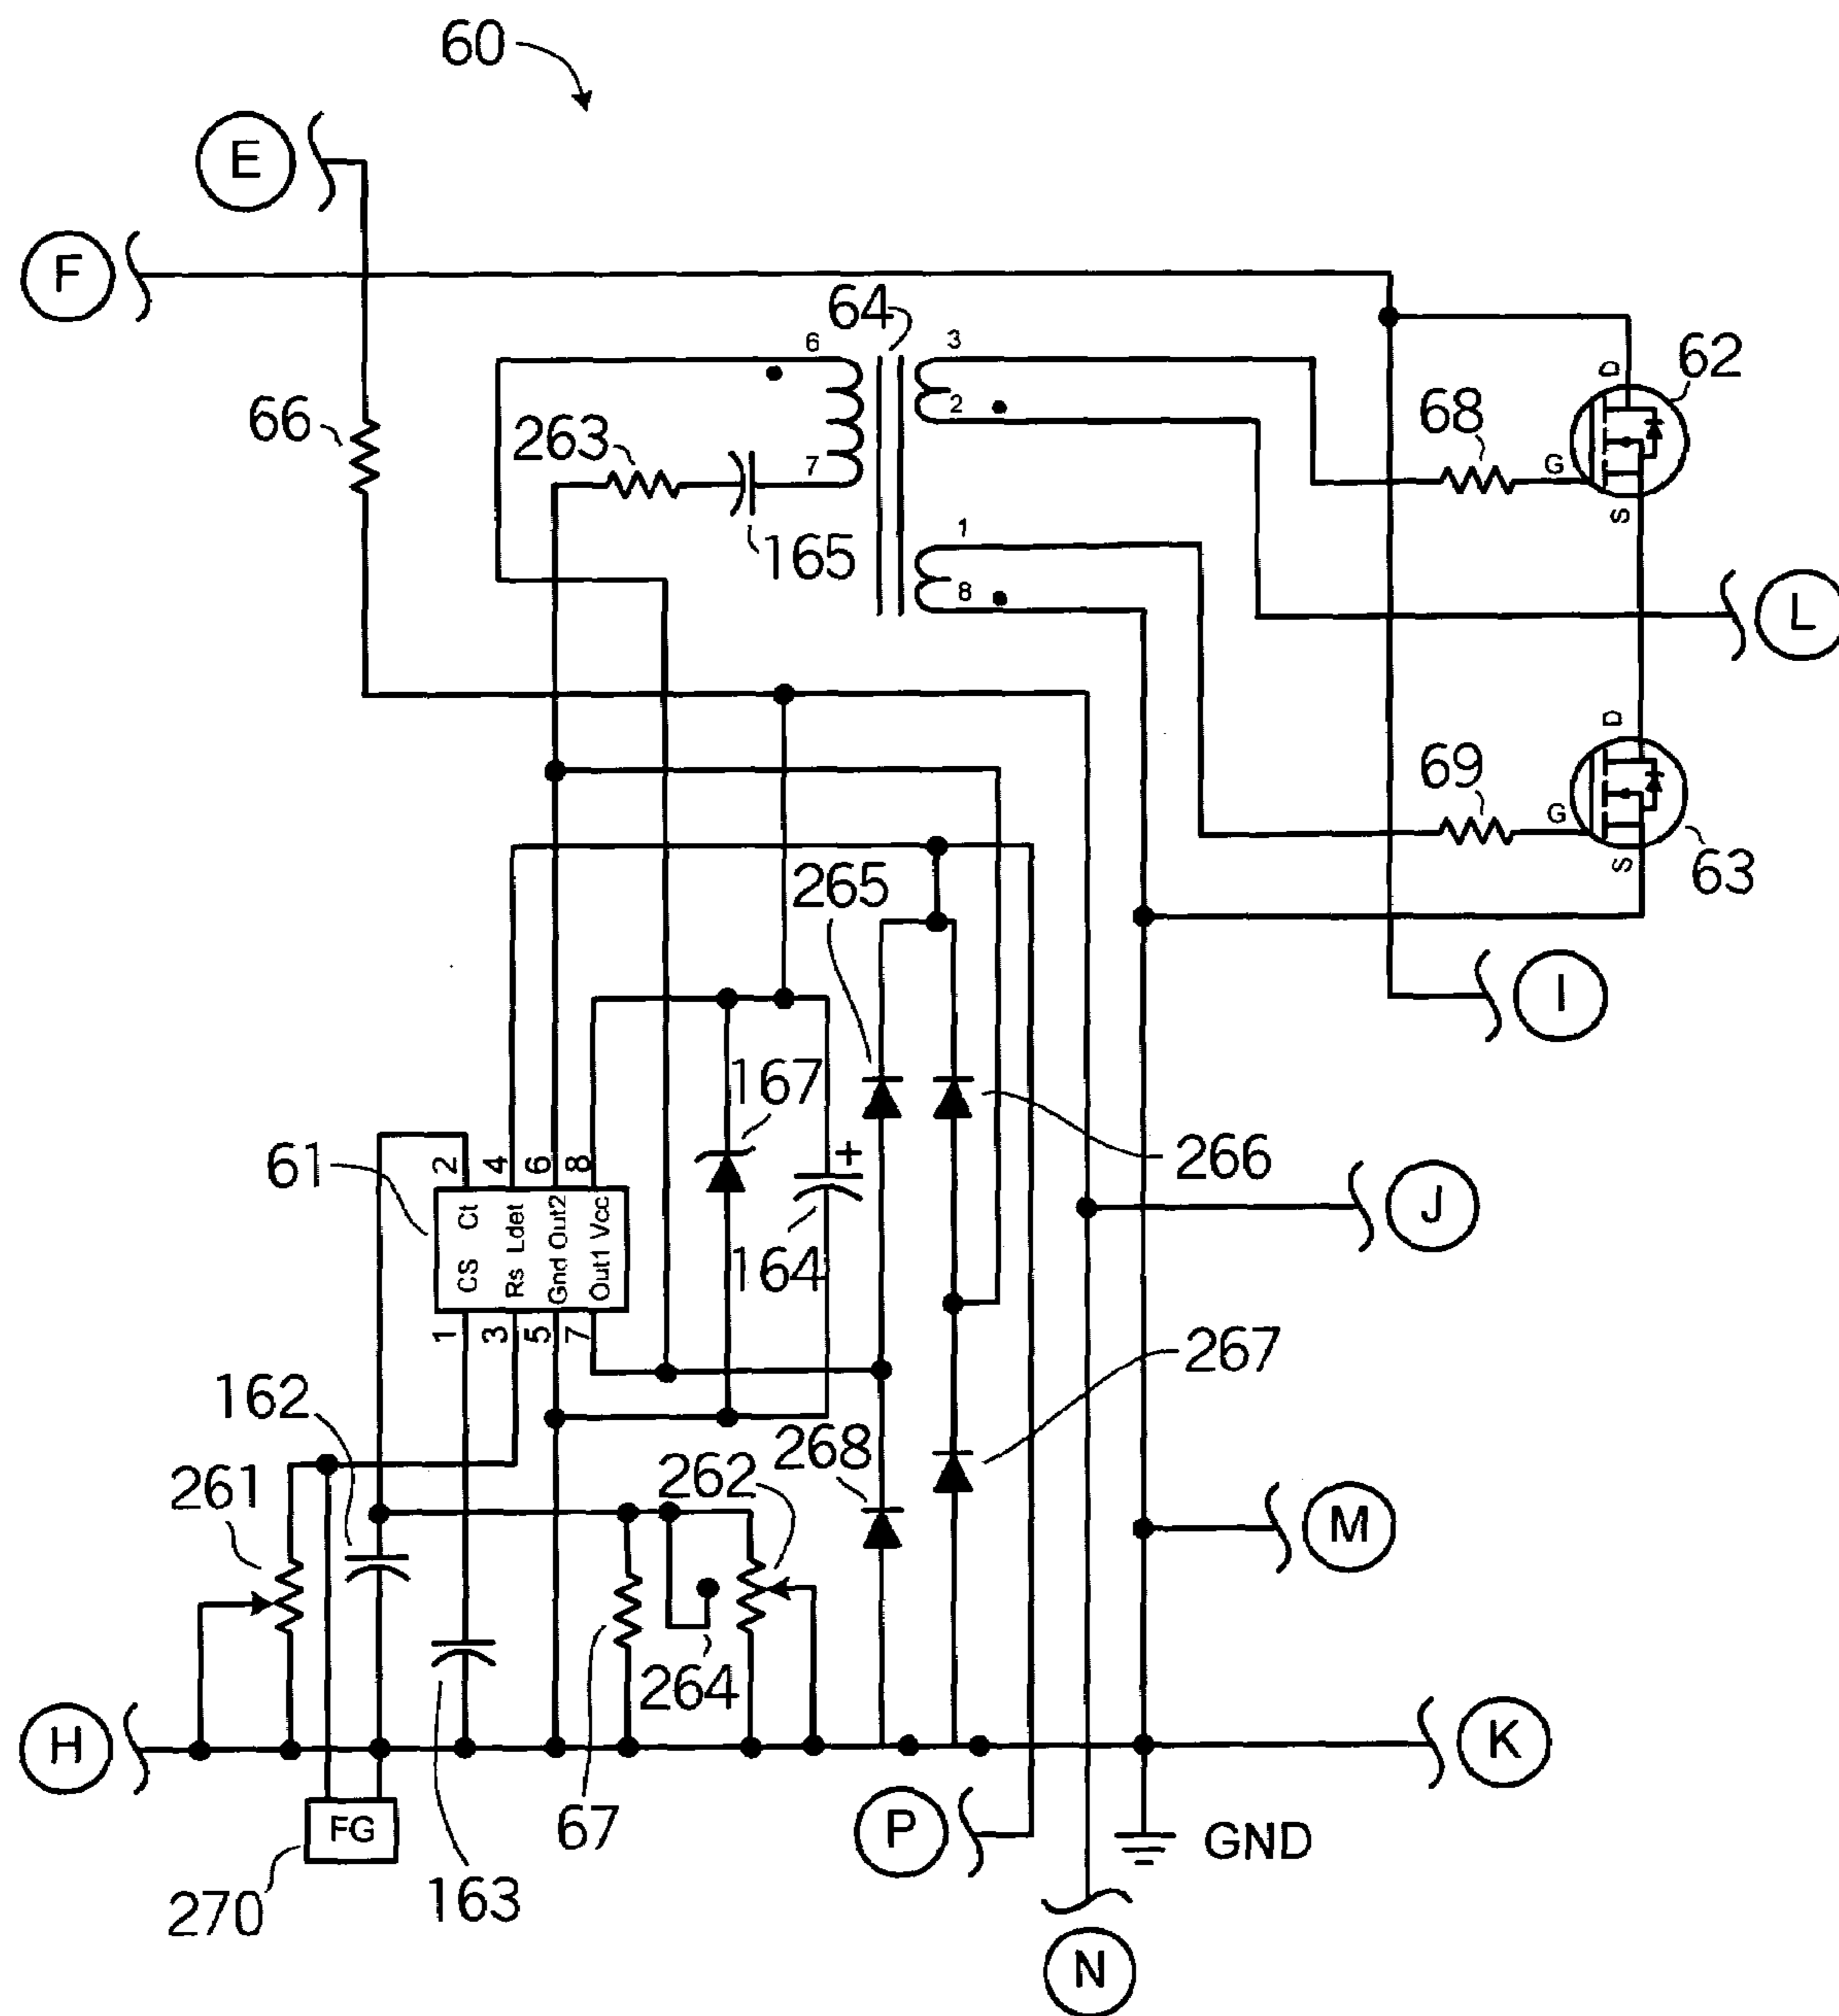 60
E
F
64
6
3
62
D
66
263
2
68
7
G
165
1
S
8
L
D
69
G
265
S
63
I
167
61
2 4 6 8
+
266
Ct Ldet Out2 Vcc
J
CS Rs Gnd Out1
164
1 3 5 7
267
162
268
261
262
M
264
H
K
67
P
FG
GND
270
163
N